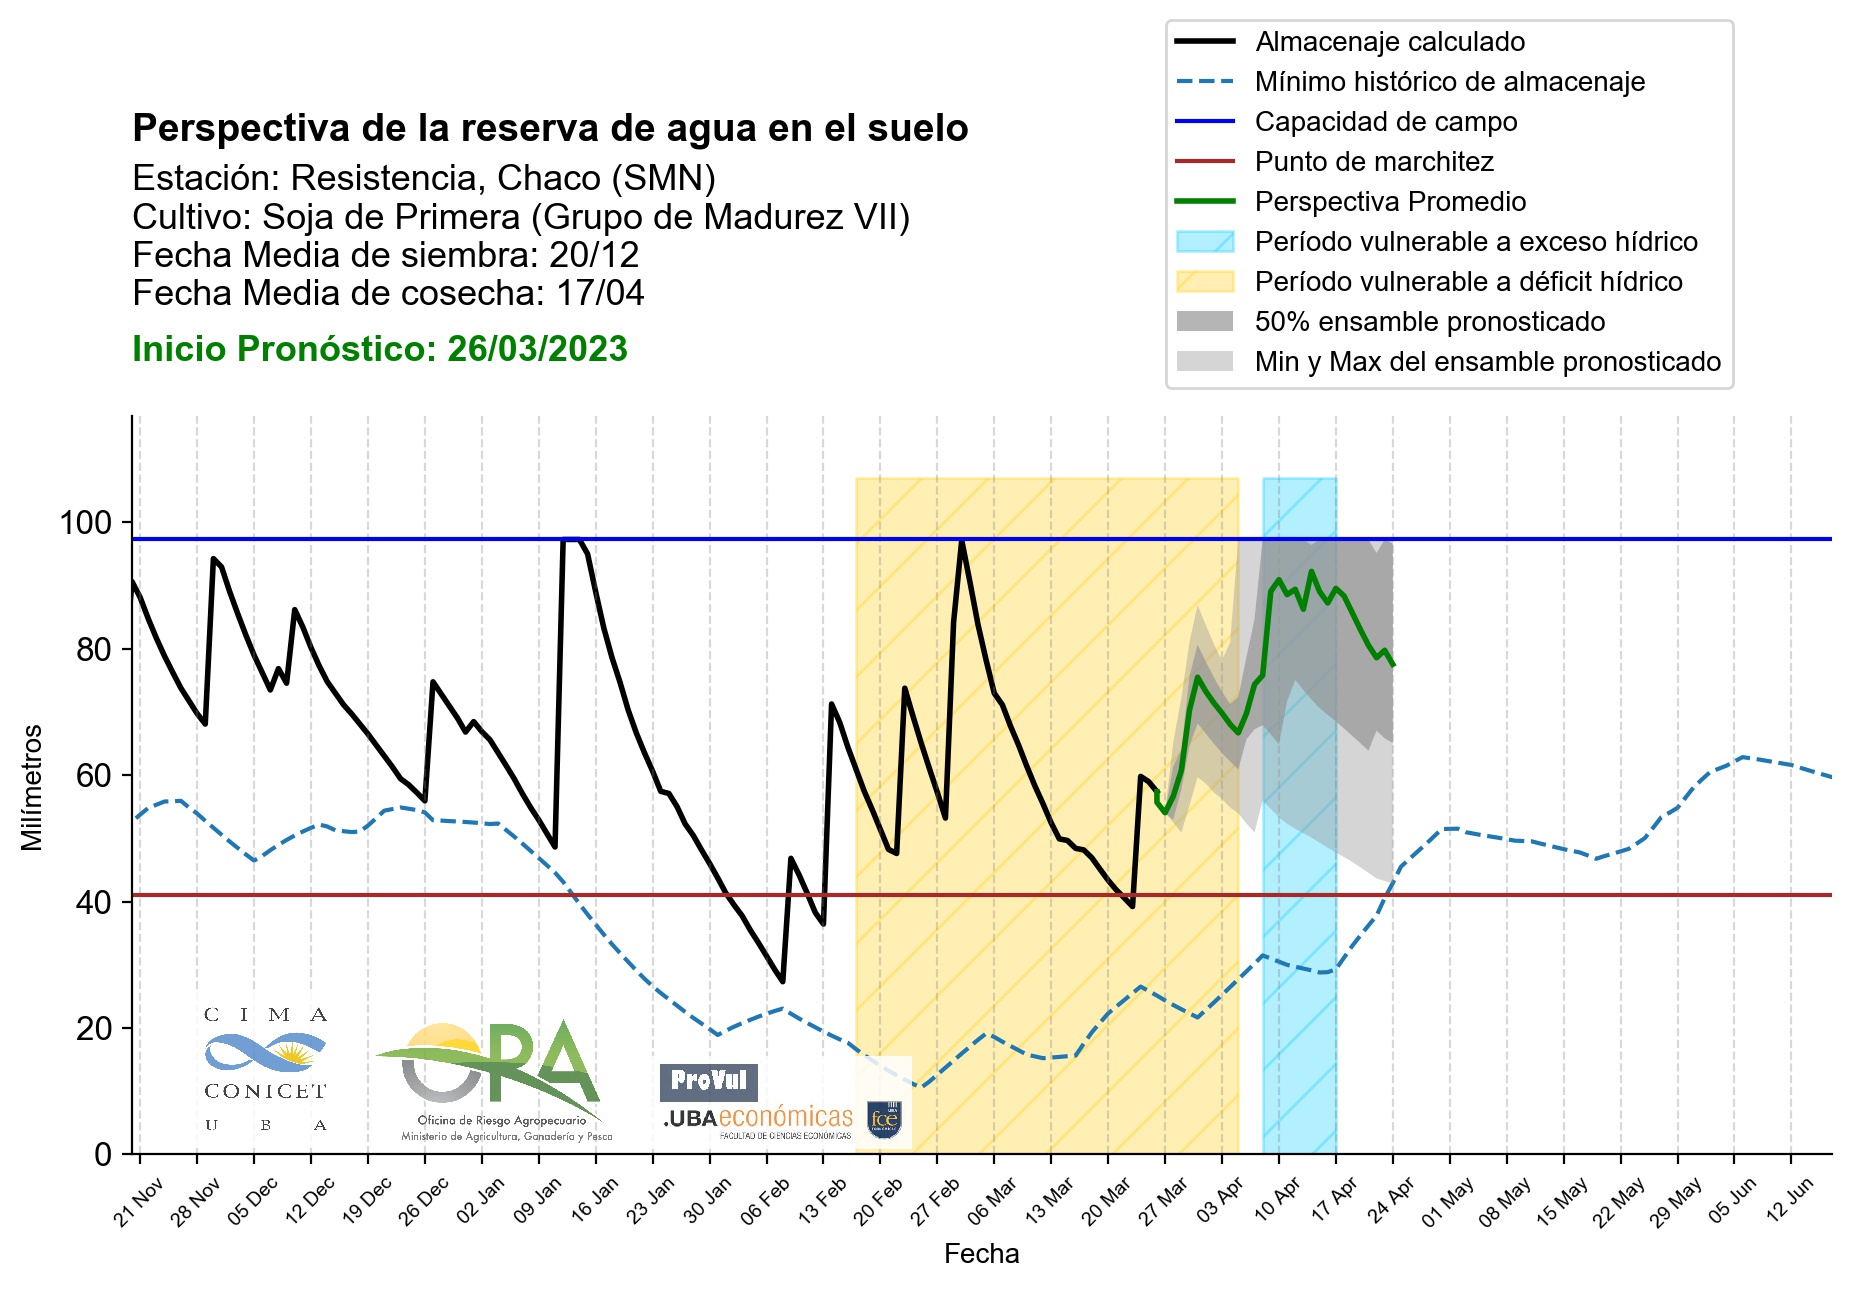 Almacenaje calculado
Mínimo histórico de almacenaje
Capacidad de campo
Punto de marchitez
Perspectiva Promedio
Período vulnerable a exceso hídrico
Período vulnerable a déficit hídrico
50% ensamble pronosticado
Min y Max del ensamble pronosticado
Perspectiva de la reserva de agua en el suelo
Estación: Resistencia, Chaco (SMN)
Cultivo: Soja de Primera (Grupo de Madurez VII)
Fecha Media de siembra: 20/12
Fecha Media de cosecha: 17/04
Inicio Pronóstico: 26/03/2023
Milímetros
100
80
60
40
20
0
CIMA
CONICET
UBA
ORA
Oficina de Riesgo Agropecuario
Ministerio de Agricultura, Ganadería y Pesca
ProVul
.UBAeconómicas
FACULTAD DE CIENCIAS ECONÓMICAS
UBA
fce
21 Nov
28 Nov
05 Dec
12 Dec
19 Dec
26 Dec
02 Jan
09 Jan
16 Jan
23 Jan
30 Jan
06 Feb
13 Feb
20 Feb
27 Feb
06 Mar
13 Mar
20 Mar
27 Mar
03 Apr
10 Apr
17 Apr
24 Apr
01 May
08 May
15 May
22 May
29 May
05 Jun
12 Jun
Fecha